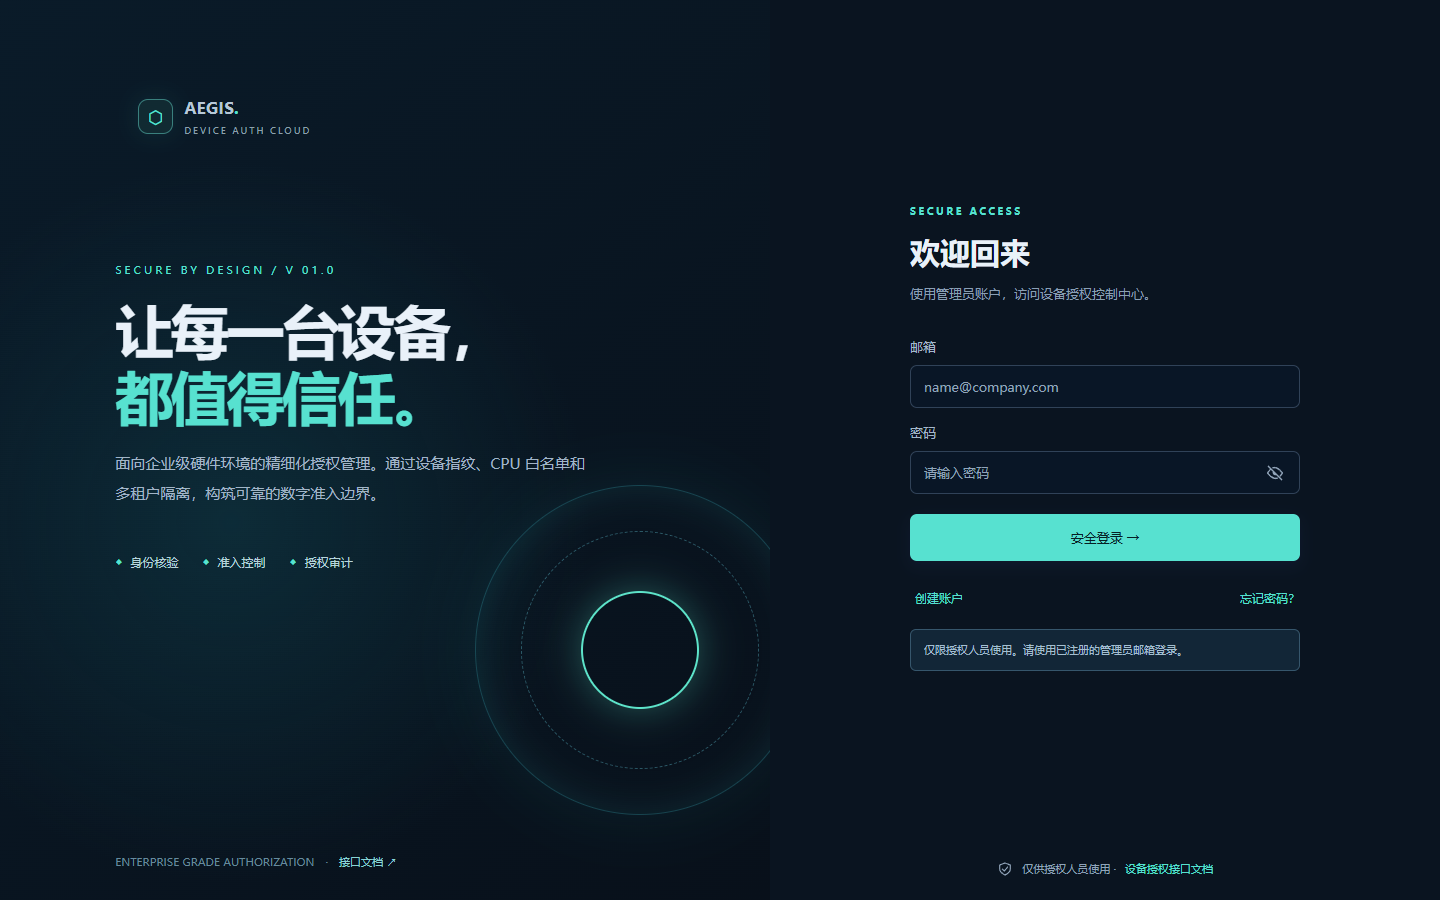 AEGIS.
DEVICE AUTH CLOUD
SECURE BY DESIGN / V 01.0
让每一台设备，
都值得信任。
面向企业级硬件环境的精细化授权管理。通过设备指纹、CPU 白名单和
多租户隔离，构筑可靠的数字准入边界。
身份核验 准入控制 授权审计
ENTERPRISE GRADE AUTHORIZATION · 接口文档 ↗
SECURE ACCESS
欢迎回来
使用管理员账户，访问设备授权控制中心。
邮箱
name@company.com
密码
请输入密码
安全登录 →
创建账户 忘记密码?
仅限授权人员使用。请使用已注册的管理员邮箱登录。
仅供授权人员使用 · 设备授权接口文档